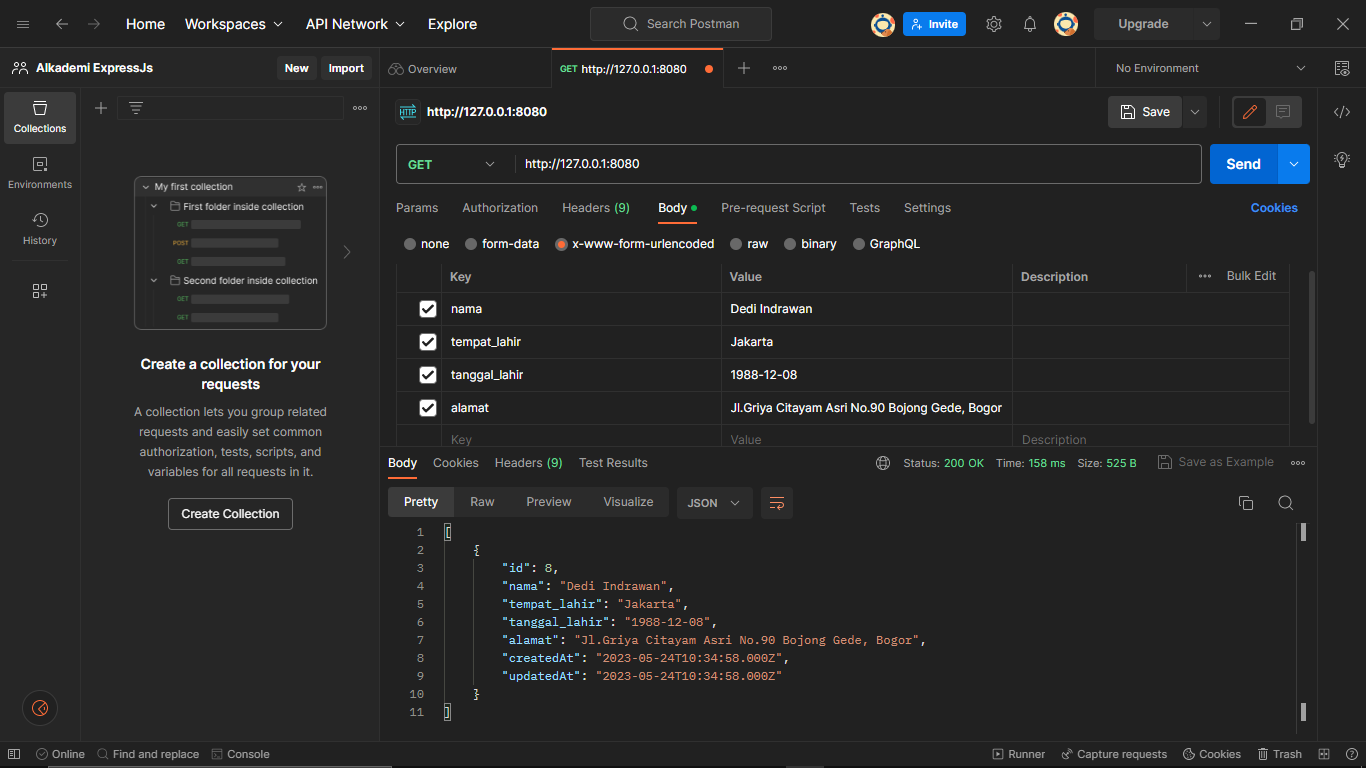 Home Workspaces API Network Explore Search Postman Invite Upgrade
Alkademi ExpressJs New Import Overview GET http://127.0.0.1:8080 No Environment
Collections
Environments
History
My first collection
First folder inside collection
GET
POST
GET
Second folder inside collection
GET
GET
Create a collection for your
requests
A collection lets you group related
requests and easily set common
authorization, tests, scripts, and
variables for all requests in it.
Create Collection
HTTP http://127.0.0.1:8080 Save
GET http://127.0.0.1:8080 Send
Params Authorization Headers (9) Body Pre-request Script Tests Settings Cookies
none form-data x-www-form-urlencoded raw binary GraphQL
Key Value Description Bulk Edit
nama Dedi Indrawan
tempat_lahir Jakarta
tanggal_lahir 1988-12-08
alamat Jl.Griya Citayam Asri No.90 Bojong Gede, Bogor
Key Value Description
Body Cookies Headers (9) Test Results Status: 200 OK Time: 158 ms Size: 525 B Save as Example
Pretty Raw Preview Visualize JSON
1 [
2 {
3 "id": 8,
4 "nama": "Dedi Indrawan",
5 "tempat_lahir": "Jakarta",
6 "tanggal_lahir": "1988-12-08",
7 "alamat": "Jl.Griya Citayam Asri No.90 Bojong Gede, Bogor",
8 "createdAt": "2023-05-24T10:34:58.000Z",
9 "updatedAt": "2023-05-24T10:34:58.000Z"
10 }
11 ]
Online Find and replace Console Runner Capture requests Cookies Trash